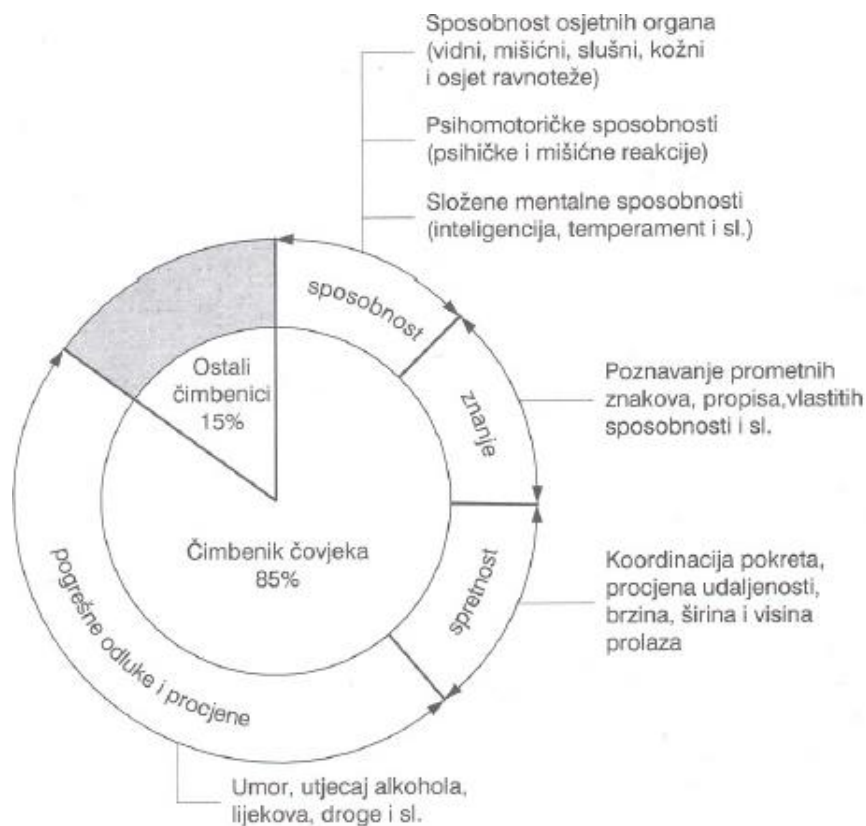 Sposobnost osjetnih organa
(vidni, mišićni, slušni, kožni
i osjet ravnoteže)
Psihomotoričke sposobnosti
(psihičke i mišićne reakcije)
Složene mentalne sposobnosti
(inteligencija, temperament i sl.)
sposobnost
Ostali
čimbenici
15%
znanje
Poznavanje prometnih
znakova, propisa,vlastitih
sposobnosti i sl.
Čimbenik čovjeka
85%
spretnost
Koordinacija pokreta,
procjena udaljenosti,
brzina, širina i visina
prolaza
pogrešne odluke i procjene
Umor, utjecaj alkohola,
lijekova, droge i sl.